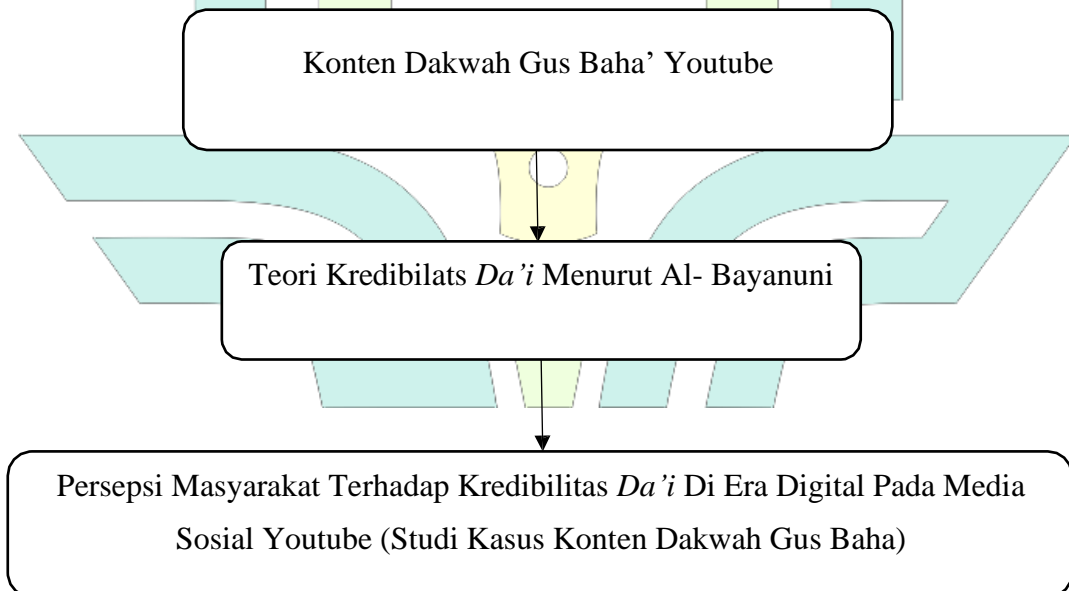 Konten Dakwah Gus Baha’ Youtube
Teori Kredibilats Da’i Menurut Al- Bayanuni
Persepsi Masyarakat Terhadap Kredibilitas Da’i Di Era Digital Pada Media
Sosial Youtube (Studi Kasus Konten Dakwah Gus Baha)